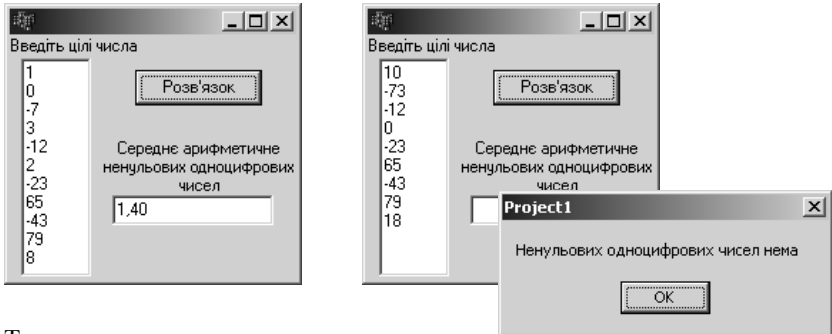 Введіть цілі числа
1
0
-7
3
-12
2
-23
65
-43
79
8
Розв'язок
Середнє арифметичне
ненульових одноцифрових
чисел
1,40
Введіть цілі числа
10
-73
-12
0
-23
65
-43
79
18
Розв'язок
Середнє арифметичне
ненульових одноцифрових
чисел
Project1
Ненульових одноцифрових чисел нема
OK